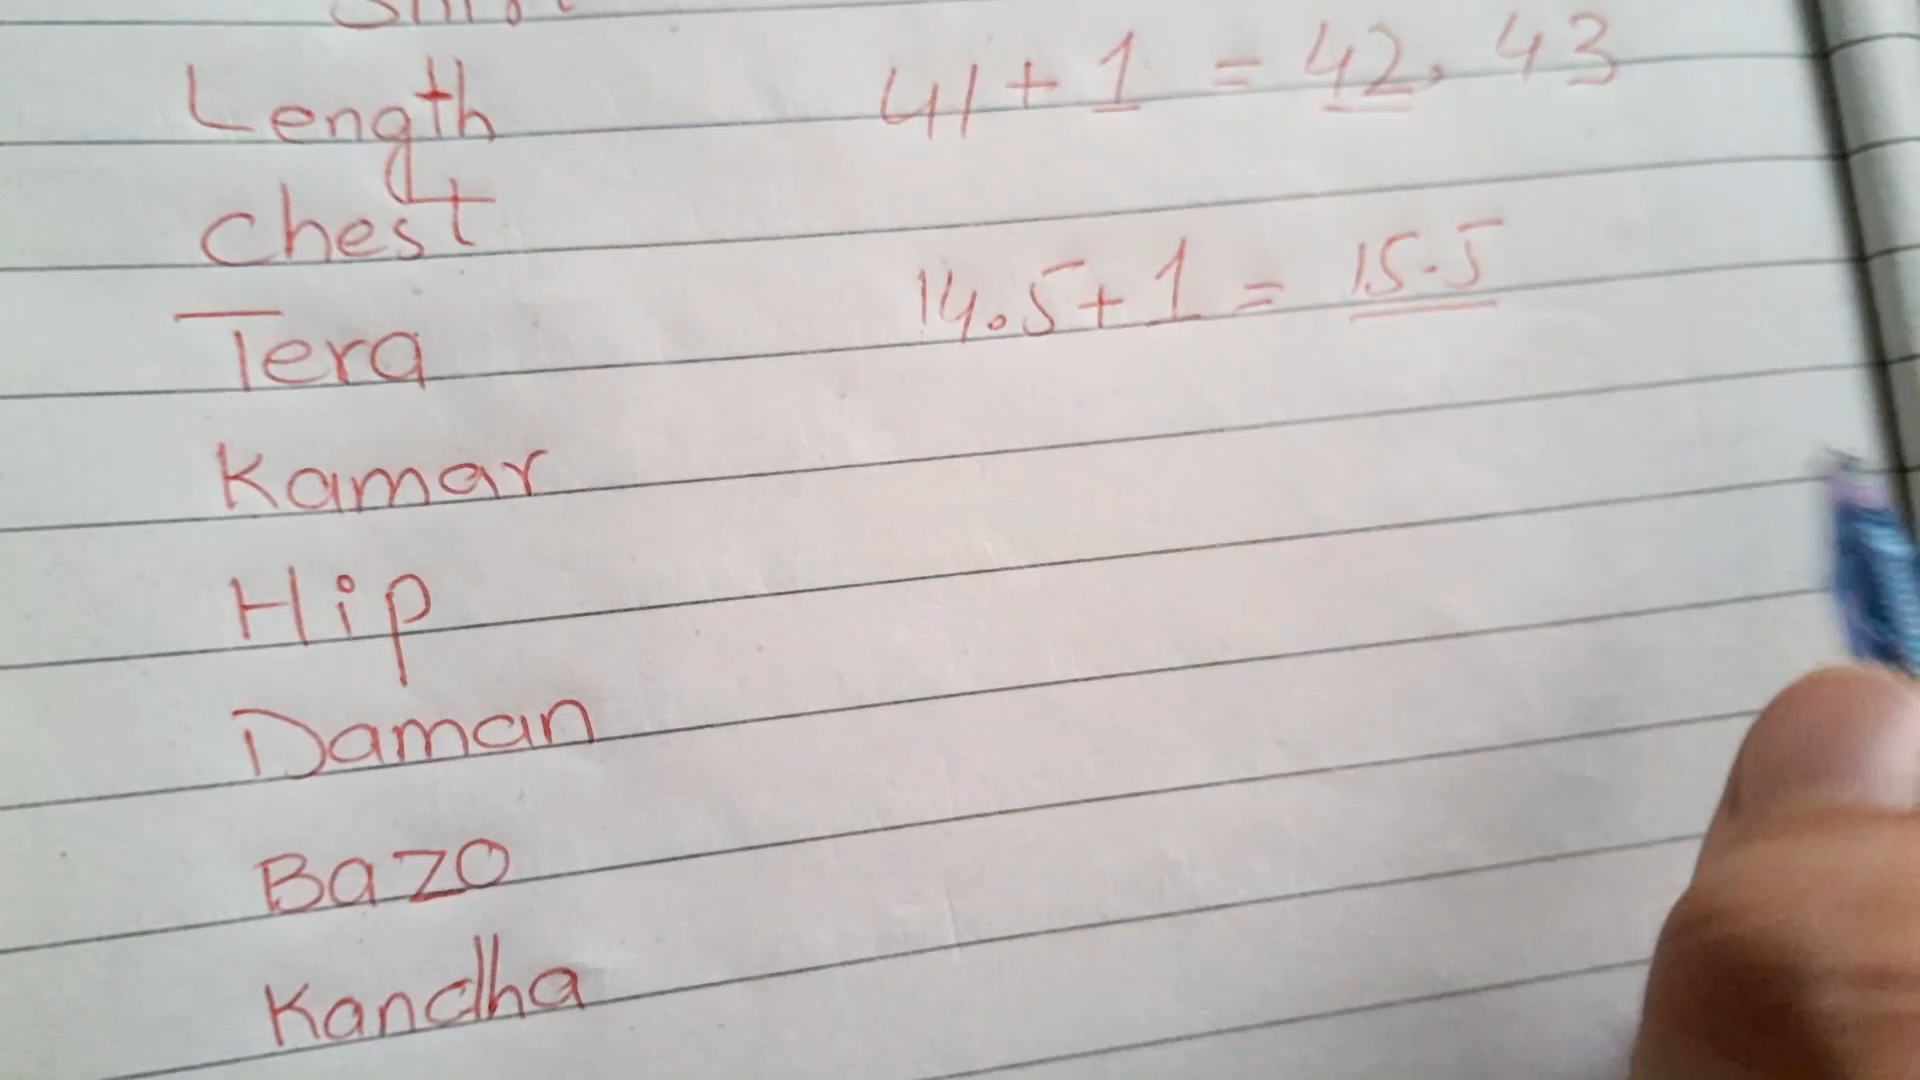 Length 41+1 = 42, 43
Chest
Tera 14.5+1 = 15.5
Kamar
Hip
Daman
Bazo
Kandha